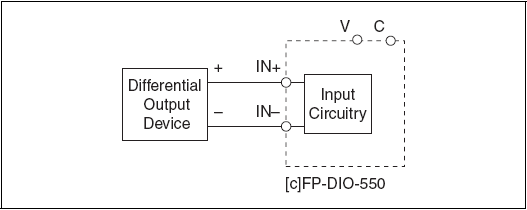 V C
+ IN+
Differential
Output
Device
Input
Circuitry
– IN–
[c]FP-DIO-550